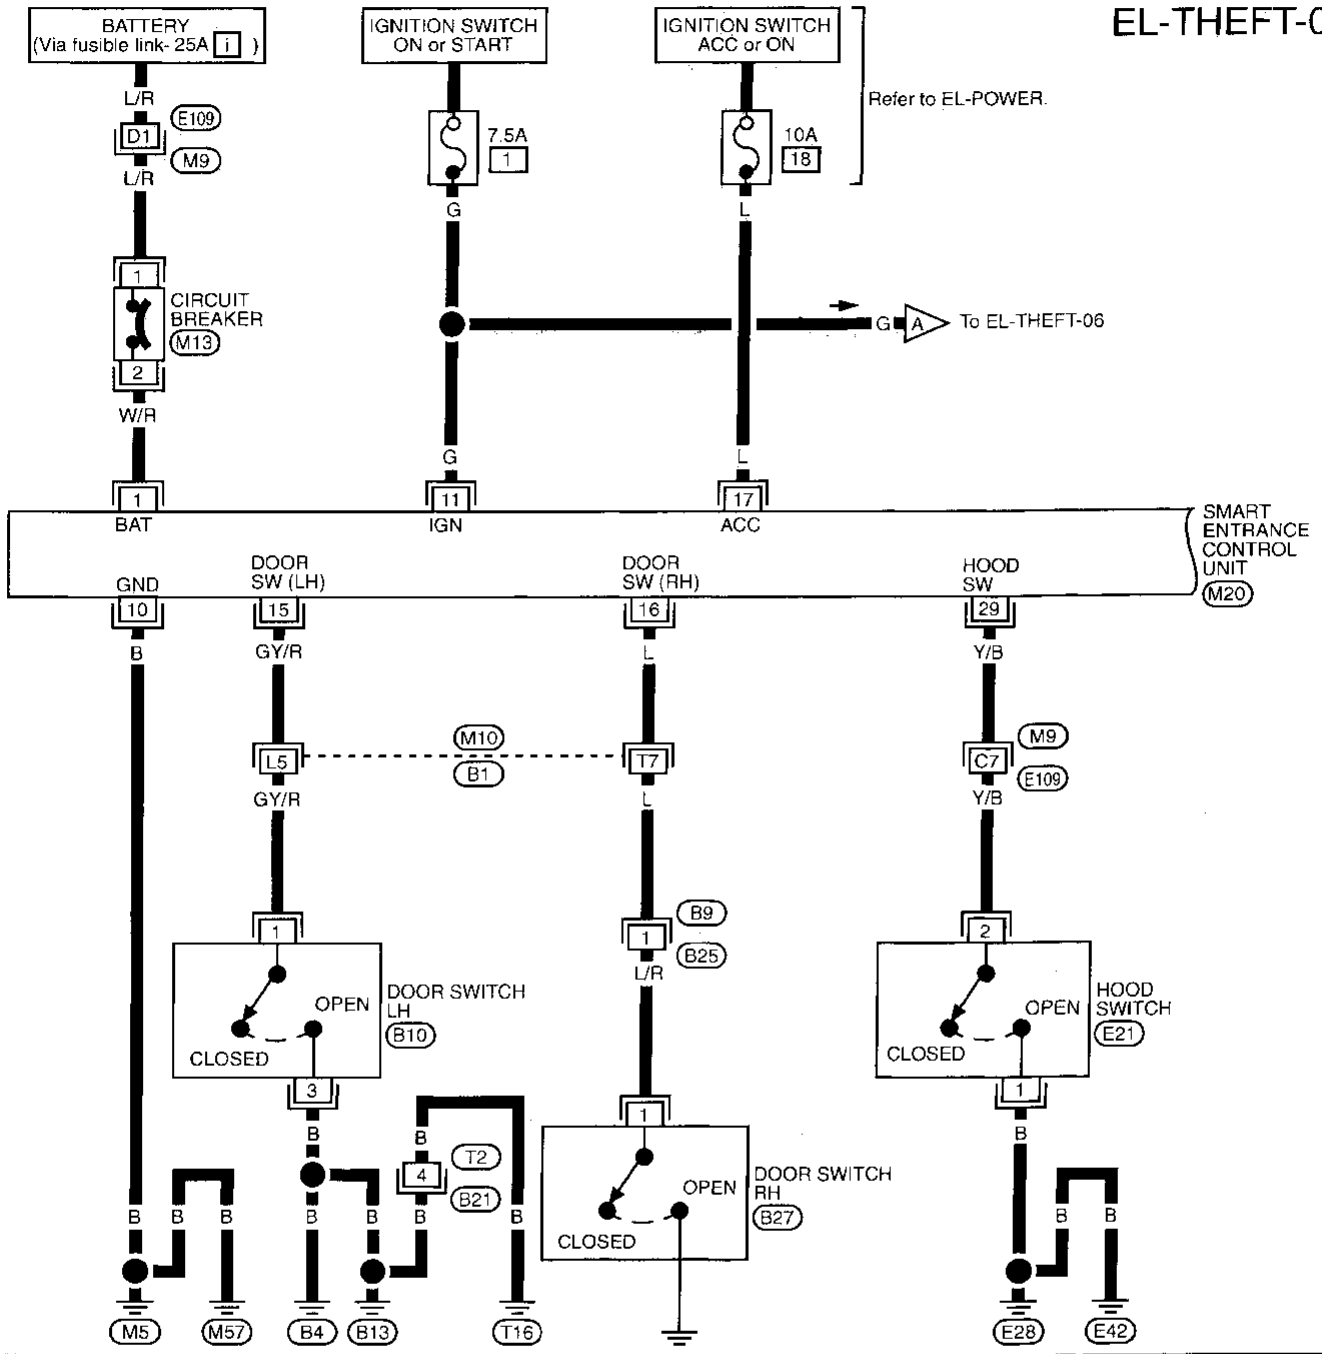 EL-THEFT-0
BATTERY
(Via fusible link- 25A i )
IGNITION SWITCH
ON or START
IGNITION SWITCH
ACC or ON
Refer to EL-POWER.
L/R
D1
E109
M9
L/R
7.5A
1
10A
18
G
L
1
CIRCUIT
BREAKER
M13
2
W/R
G
A
To EL-THEFT-06
G
L
1
11
17
BAT
IGN
ACC
SMART
ENTRANCE
CONTROL
UNIT
M20
GND
DOOR
SW (LH)
DOOR
SW (RH)
HOOD
SW
10
15
16
29
B
GY/R
L
Y/B
L5
M10
B1
T7
C7
M9
E109
GY/R
L
Y/B
1
1
B9
B25
2
L/R
OPEN
CLOSED
DOOR SWITCH
LH
B10
OPEN
CLOSED
HOOD
SWITCH
E21
3
1
1
B
B
4
T2
B21
B
OPEN
CLOSED
DOOR SWITCH
RH
B27
B
B
B
B
B
B
B
B
B
M5
M57
B4
B13
T16
E28
E42